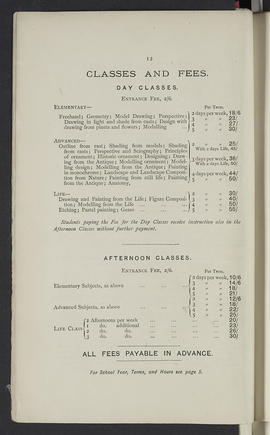 12
CLASSES AND FEES.
DAY CLASSES.
ENTRANCE FEE, 2/6
ELEMENTARY— PER TERM.
Freehand; Geometry; Model Drawing; Perspective; 2 days per week, 18/6
Drawing in light and shade from casts; Design with 3 " " 23/
drawing from plants and flowers; Modelling 4 " " 27/
5 " " 30/
ADVANCED—
Outline from cast; Shading from models; Shading 2 " " 25/
from casts; Perspective and Sciography; Principles With 2 days Life, 45/
of ornament; Historic ornament; Designing; Drawing 3 days per week, 36/
from the Antique; Modelling ornament; Modelling With 2 days Life, 50/
design; Modelling from the Antique; Painting
in monochrome; Landscape and Landscape Composition 4 days per week, 44/
from Nature; Painting from still life; Painting 5 " " 50/
from the Antique; Anatomy,
LIFE— 2 " " 30/
Drawing and Painting from the Life; Figure Composition; 3 " " 40/
Modelling from the Life ... ... 4 " " 50/
Etching; Pastel painting; Gesso ... ... 5 " " 55/
Students paying the Fee for the Day Classes receive instruction also in the
Afternoon Classes without further payment.
AFTERNOON CLASSES.
ENTRANCE FEE, 2/6
PER TERM.
Elementary Subjects, as above 2 days per week, 10/6
3 " " 14/6
4 " " 18/
5 " " 21/
Advanced Subjects, as above 2 " " 12/6
3 " " 18/
4 " " 22/
5 " " 25/
LIFE CLASS 2 Afternoons per week ... ... 20/
1 do. additional ... ... 23/
2 do. do. ... ... 26/
3 do. do. ... ... 30/
ALL FEES PAYABLE IN ADVANCE.
For School Year, Terms, and Hours see page 5.